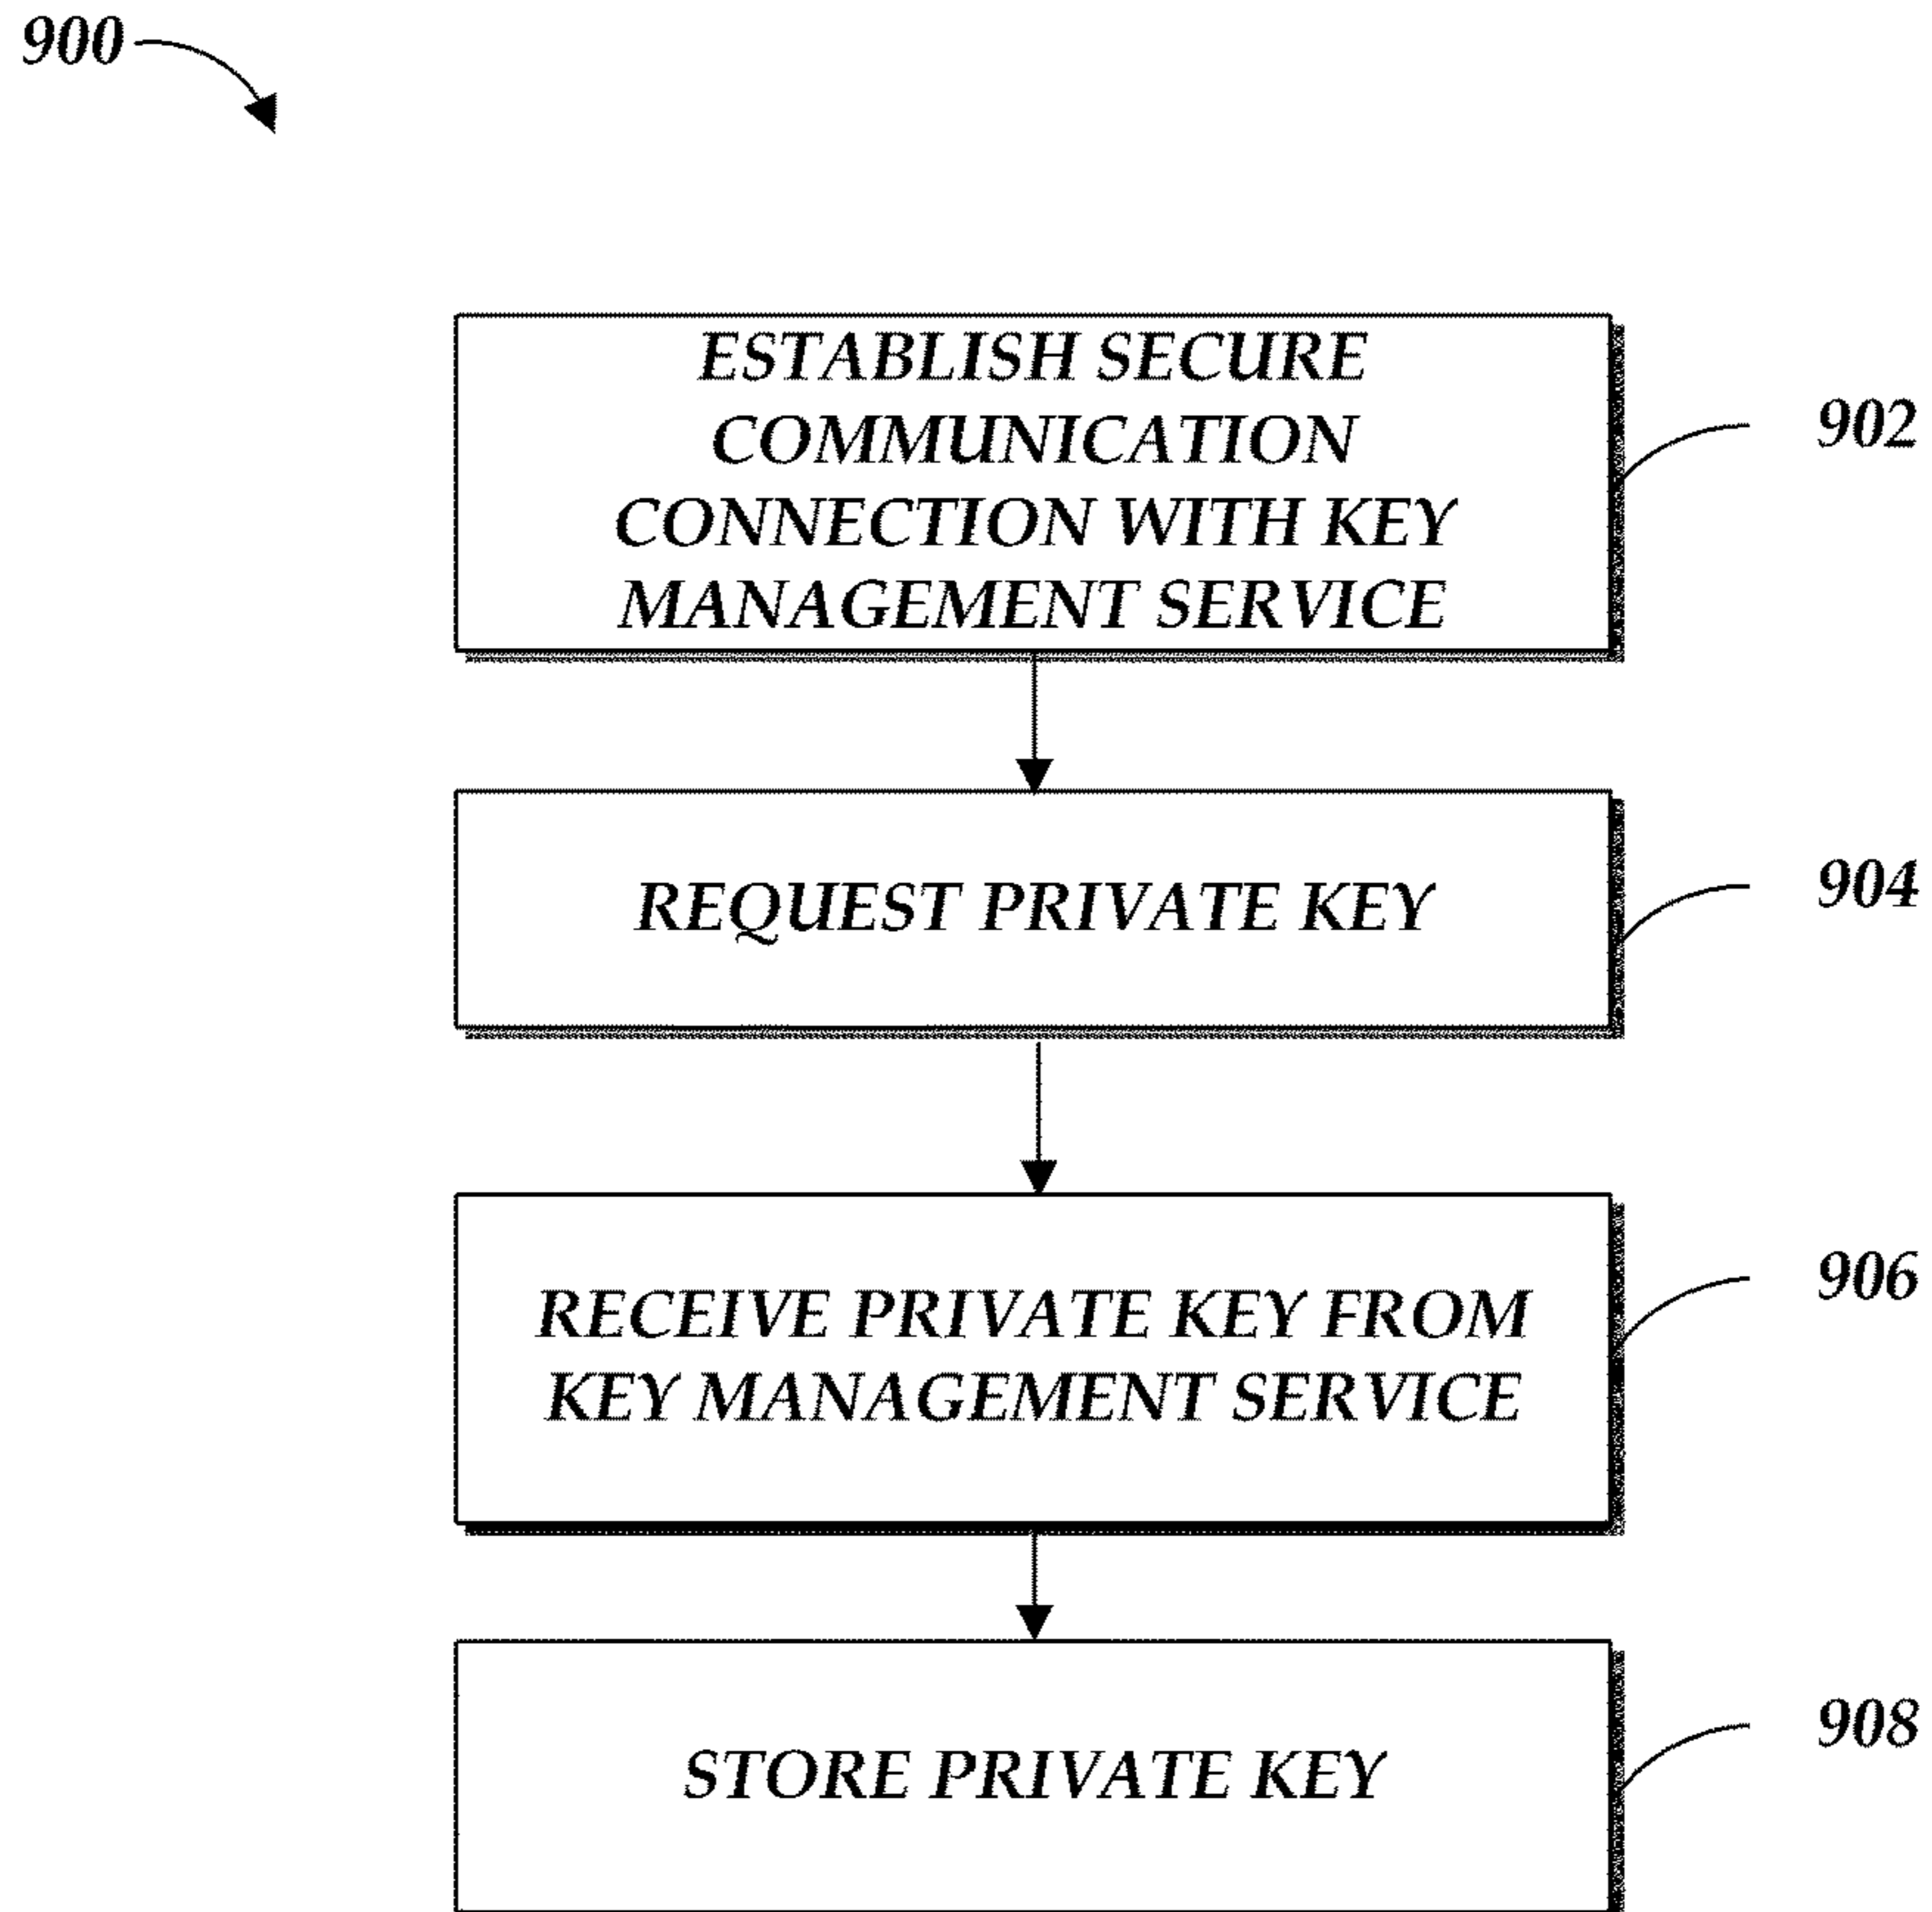 900
ESTABLISH SECURE
COMMUNICATION
CONNECTION WITH KEY
MANAGEMENT SERVICE
902
REQUEST PRIVATE KEY
904
RECEIVE PRIVATE KEY FROM
KEY MANAGEMENT SERVICE
906
STORE PRIVATE KEY
908